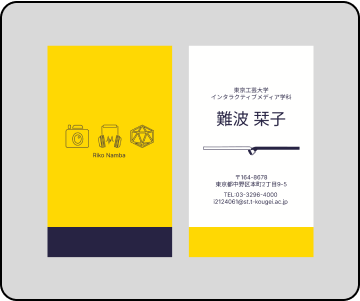 Riko Namba
東京工芸大学
インタラクティブメディア学科
難波 栞子
〒164-8678
東京都中野区本町2丁目9-5
TEL:03-3296-4000
i2124061@st.t-kougei.ac.jp